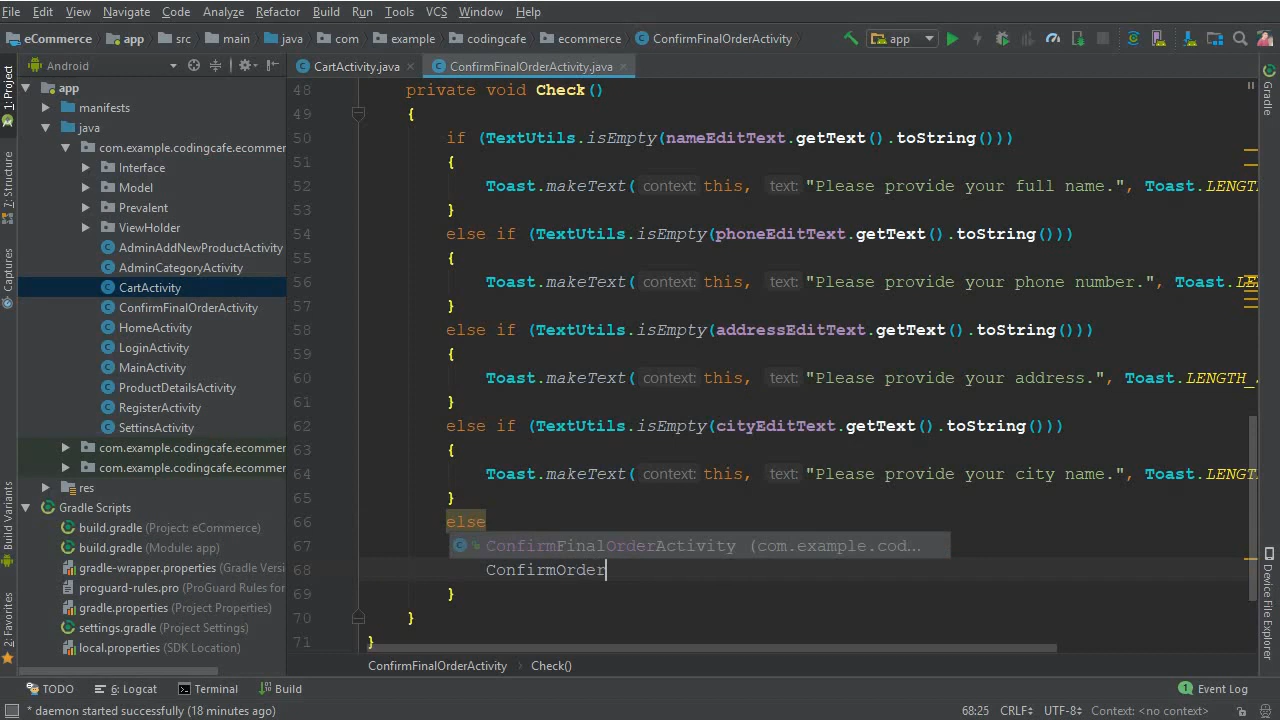 File Edit View Navigate Code Analyze Refactor Build Run Tools VCS Window Help
eCommerce app src main java com example codingcafe ecommerce ConfirmFinalOrderActivity app
Android
CartActivity.java ConfirmFinalOrderActivity.java
1: Project
7: Structure
Captures
Build Variants
2: Favorites
app
manifests
java
com.example.codingcafe.ecommer
Interface
Model
Prevalent
ViewHolder
AdminAddNewProductActivity
AdminCategoryActivity
CartActivity
ConfirmFinalOrderActivity
HomeActivity
LoginActivity
MainActivity
ProductDetailsActivity
RegisterActivity
SettinsActivity
com.example.codingcafe.ecommer
com.example.codingcafe.ecommer
res
Gradle Scripts
build.gradle (Project: eCommerce)
build.gradle (Module: app)
gradle-wrapper.properties (Gradle Versi
proguard-rules.pro (ProGuard Rules for
gradle.properties (Project Properties)
settings.gradle (Project Settings)
local.properties (SDK Location)
48 private void Check()
49 {
50 if (TextUtils.isEmpty(nameEditText.getText().toString()))
51 {
52 Toast.makeText( context: this, text: "Please provide your full name.", Toast.LENGT
53 }
54 else if (TextUtils.isEmpty(phoneEditText.getText().toString()))
55 {
56 Toast.makeText( context: this, text: "Please provide your phone number.", Toast.LE
57 }
58 else if (TextUtils.isEmpty(addressEditText.getText().toString()))
59 {
60 Toast.makeText( context: this, text: "Please provide your address.", Toast.LENGTH_
61 }
62 else if (TextUtils.isEmpty(cityEditText.getText().toString()))
63 {
64 Toast.makeText( context: this, text: "Please provide your city name.", Toast.LENGT
65 }
66 else
67 ConfirmFinalOrderActivity (com.example.cod...
68 ConfirmOrder
69 }
70 }
71 }
ConfirmFinalOrderActivity Check()
Gradle
Device File Explorer
TODO 6: Logcat Terminal Build 1 Event Log
* daemon started successfully (18 minutes ago) 68:25 CRLF UTF-8 Context: <no context>